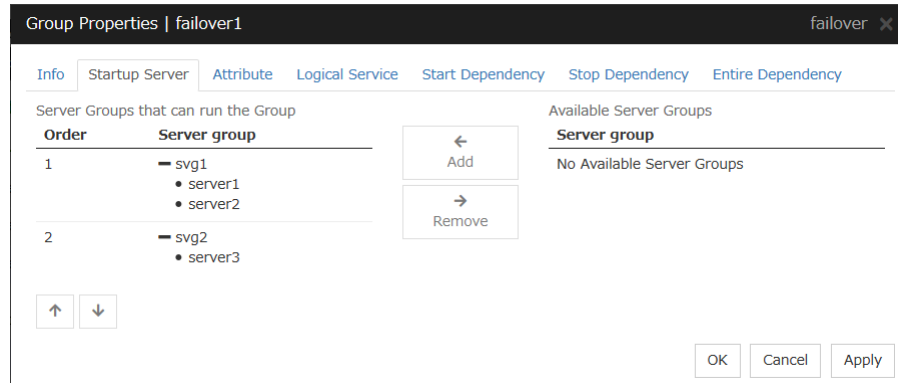 Group Properties | failover1 failover ×
Info Startup Server Attribute Logical Service Start Dependency Stop Dependency Entire Dependency
Server Groups that can run the Group
Order Server group
1 svg1
server1
server2
2 svg2
server3
Add
Remove
Available Server Groups
Server group
No Available Server Groups
OK Cancel Apply